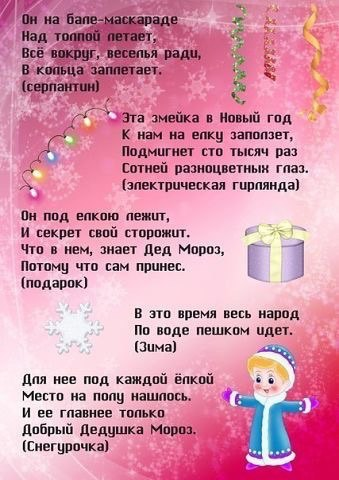 Он на бале-маскараде
Над толпой летает,
Всё вокруг, веселья ради,
В кольца заплетает.
(серпантин)
Эта змейка в Новый год
К нам на елку заползет,
Подмигнет сто тысяч раз
Сотней разноцветных глаз.
(электрическая гирлянда)
Он под елкою лежит,
И секрет свой сторожит.
Что в нем, знает Дед Мороз,
Потому что сам принес.
(подарок)
В это время весь народ
По воде пешком идет.
(Зима)
Для нее под каждой ёлкой
Место на полу нашлось.
И ее главнее только
Добрый Дедушка Мороз.
(Снегурочка)